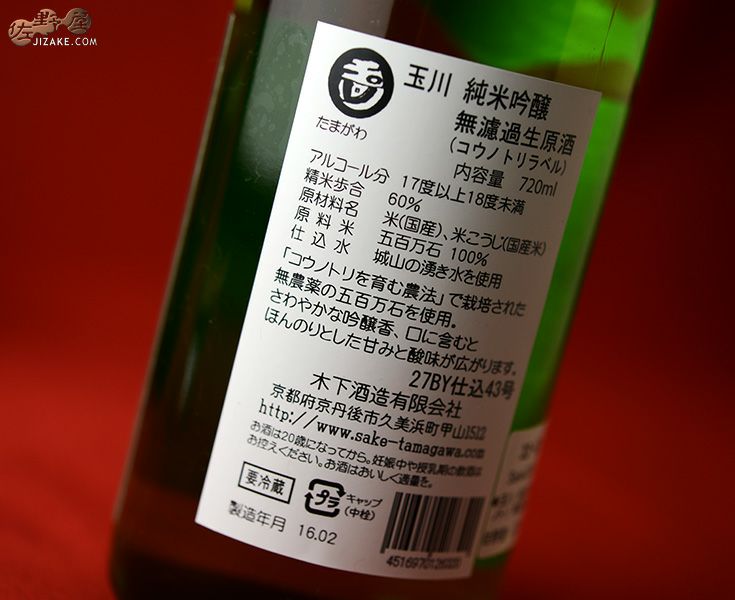 佐野屋
JIZAKE.COM
玉川
たまがわ
玉川 純米吟醸
無濾過生原酒
(コウノトリラベル)
内容量 720ml
アルコール分 17度以上18度未満
精米歩合 60%
原材料名 米(国産)、米こうじ(国産米)
原料米 五百万石 100%
仕込水 城山の湧き水を使用
「コウノトリを育む農法」で栽培された
無農薬の五百万石を使用。
さわやかな吟醸香、口に含むと
ほんのりとした甘みと酸味が広がります。
27BY仕込43号
木下酒造有限会社
京都府京丹後市久美浜町甲山1512
http://www.sake-tamagawa.com
お酒は20歳になってから。妊娠中や授乳期の飲酒は
お控えください。お酒はおいしく適量を。
要冷蔵
プラ
キャップ
(中栓)
製造年月 16.02